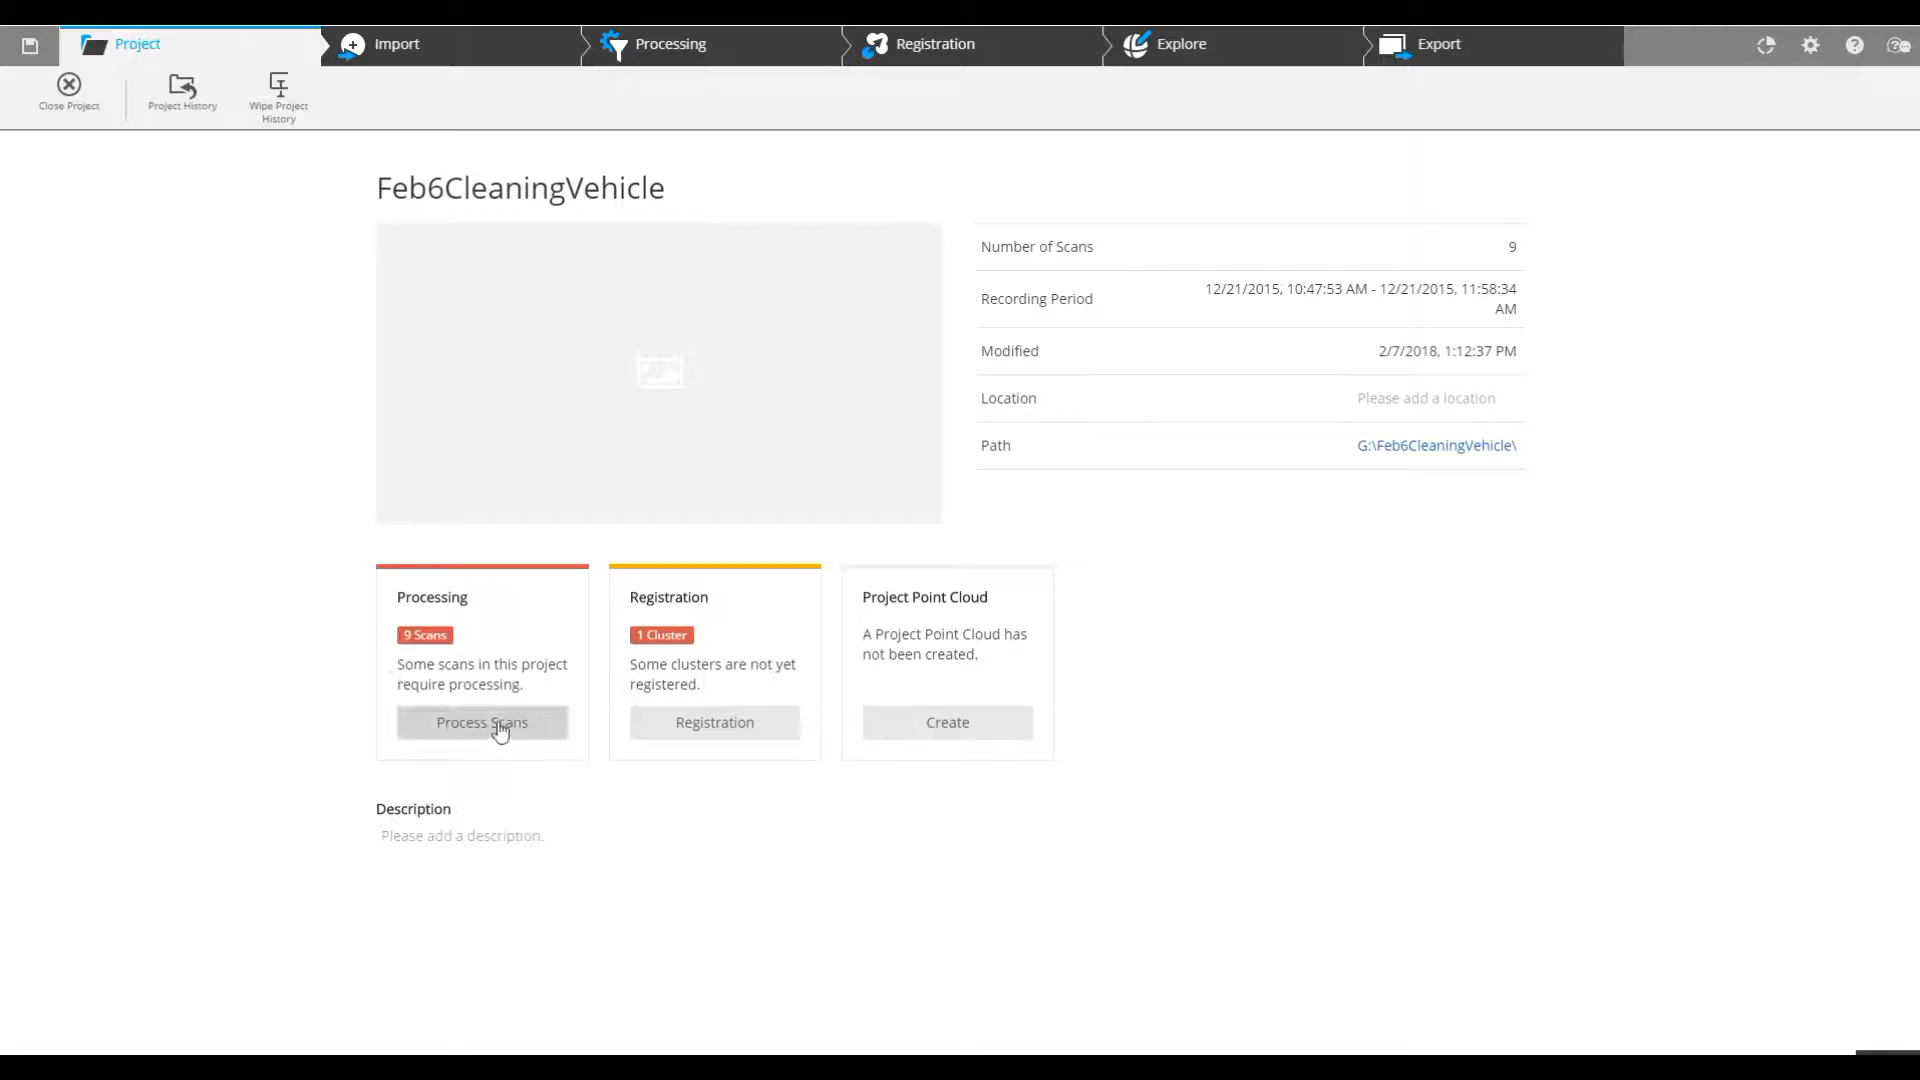 Project
Import
Processing
Registration
Explore
Export
Close Project
Project History
Wipe Project
History
Feb6CleaningVehicle
Number of Scans
9
Recording Period
12/21/2015, 10:47:53 AM - 12/21/2015, 11:58:34
AM
Modified
2/7/2018, 1:12:37 PM
Location
Please add a location
Path
G:\Feb6CleaningVehicle\
Processing
9 Scans
Some scans in this project
require processing.
Process Scans
Registration
1 Cluster
Some clusters are not yet
registered.
Registration
Project Point Cloud
A Project Point Cloud has
not been created.
Create
Description
Please add a description.